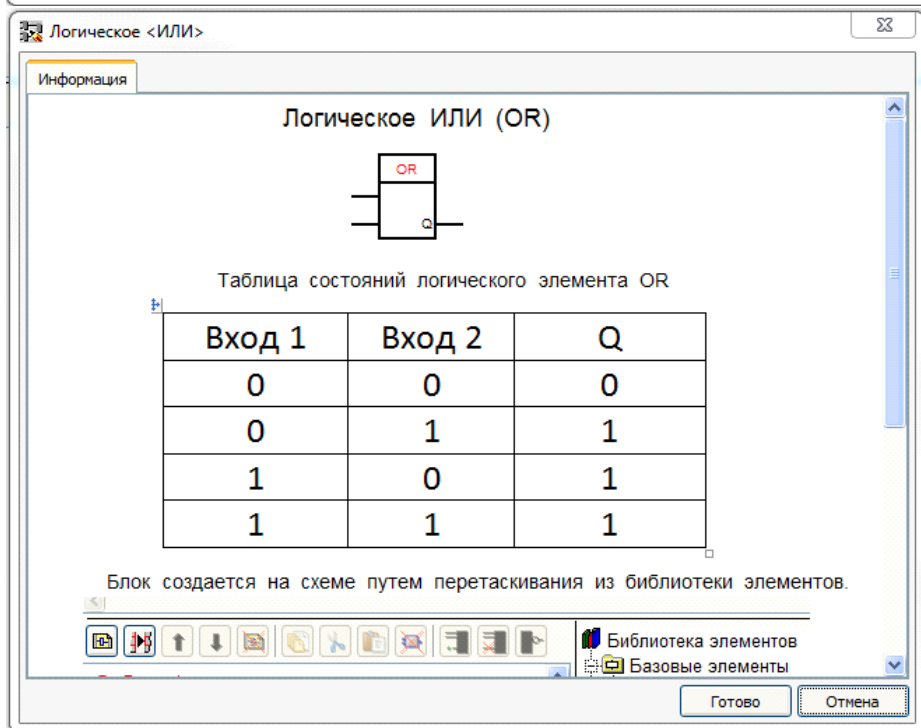 Логическое <ИЛИ>
Информация
Логическое ИЛИ (OR)
OR
Q
Таблица состояний логического элемента OR
Вход 1 Вход 2 Q
0 0 0
0 1 1
1 0 1
1 1 1
Блок создается на схеме путем перетаскивания из библиотеки элементов.
Библиотека элементов
Базовые элементы
Готово Отмена